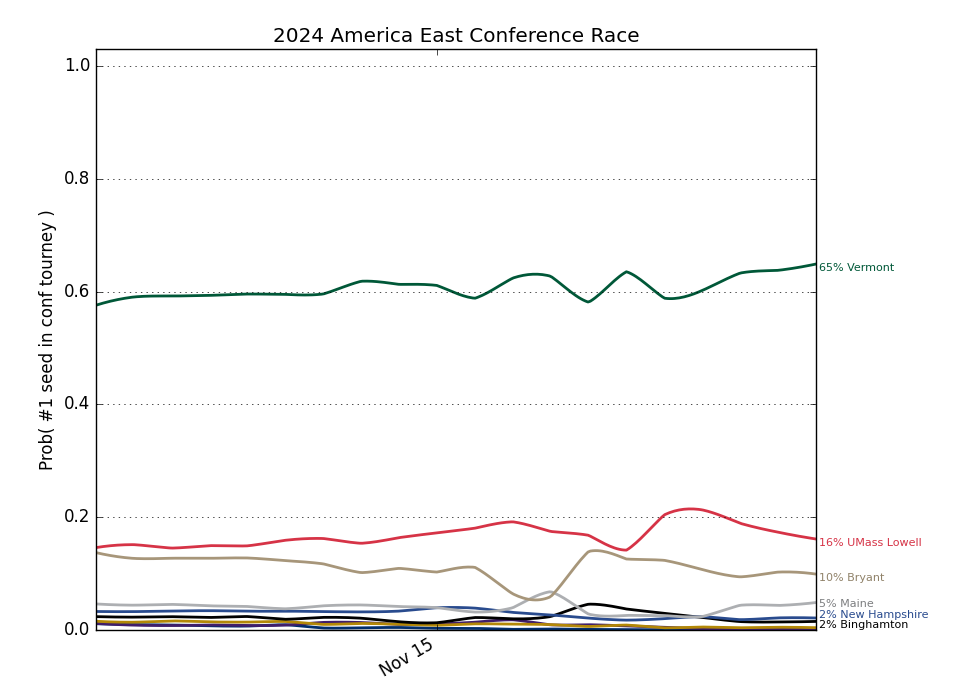 2024 America East Conference Race
Prob( #1 seed in conf tourney )
1.0
0.8
0.6
0.4
0.2
0.0
Nov 15
65% Vermont
16% UMass Lowell
10% Bryant
5% Maine
2% New Hampshire
2% Binghamton